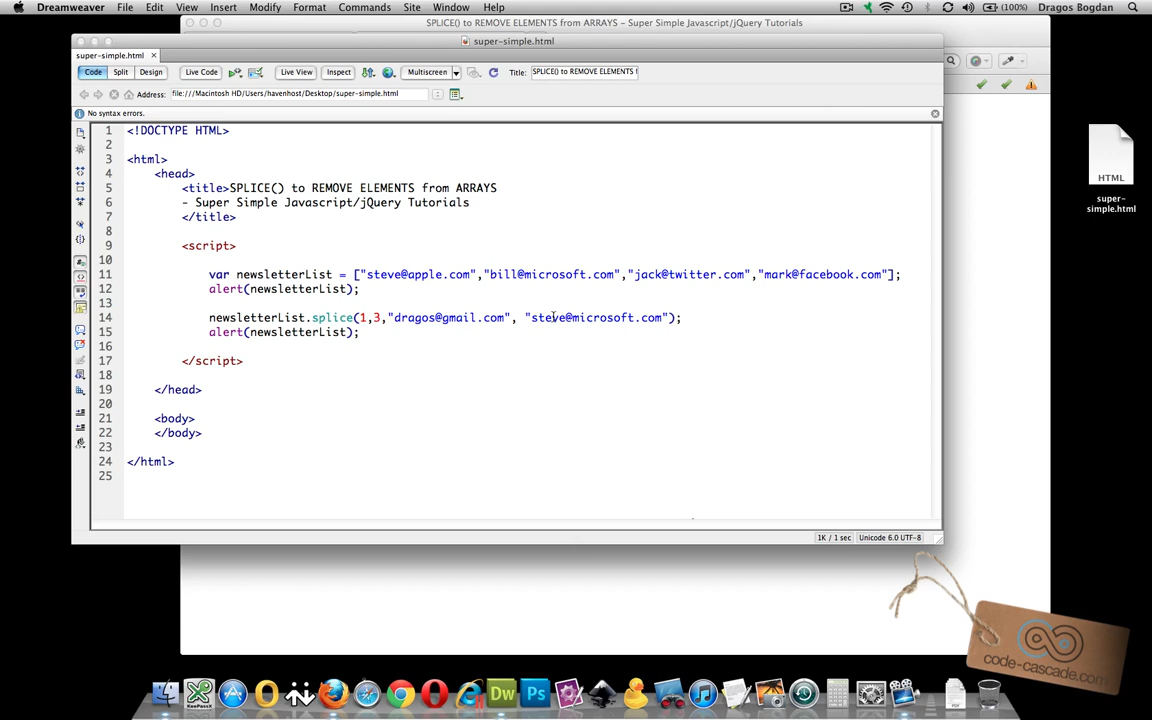 Dreamweaver File Edit View Insert Modify Format Commands Site Window Help (100%) Dragos Bogdan
SPLICE() to REMOVE ELEMENTS from ARRAYS – Super Simple Javascript/jQuery Tutorials
super-simple.html
super-simple.html ×
Code Split Design Live Code Live View Inspect Multiscreen Title: SPLICE() to REMOVE ELEMENTS f
Address: file:///Macintosh HD/Users/havenhost/Desktop/super-simple.html
No syntax errors.
1 <!DOCTYPE HTML>
2
3 <html>
4 <head>
5 <title>SPLICE() to REMOVE ELEMENTS from ARRAYS
6 - Super Simple Javascript/jQuery Tutorials
7 </title>
8
9 <script>
10
11 var newsletterList = ["steve@apple.com","bill@microsoft.com","jack@twitter.com","mark@facebook.com"];
12 alert(newsletterList);
13
14 newsletterList.splice(1,3,"dragos@gmail.com", "steve@microsoft.com");
15 alert(newsletterList);
16
17 </script>
18
19 </head>
20
21 <body>
22 </body>
23
24 </html>
25
1K / 1 sec Unicode 6.0 UTF-8
HTML
super-
simple.html
code-cascade.com
KeePassX
Dw
Ps
PDF